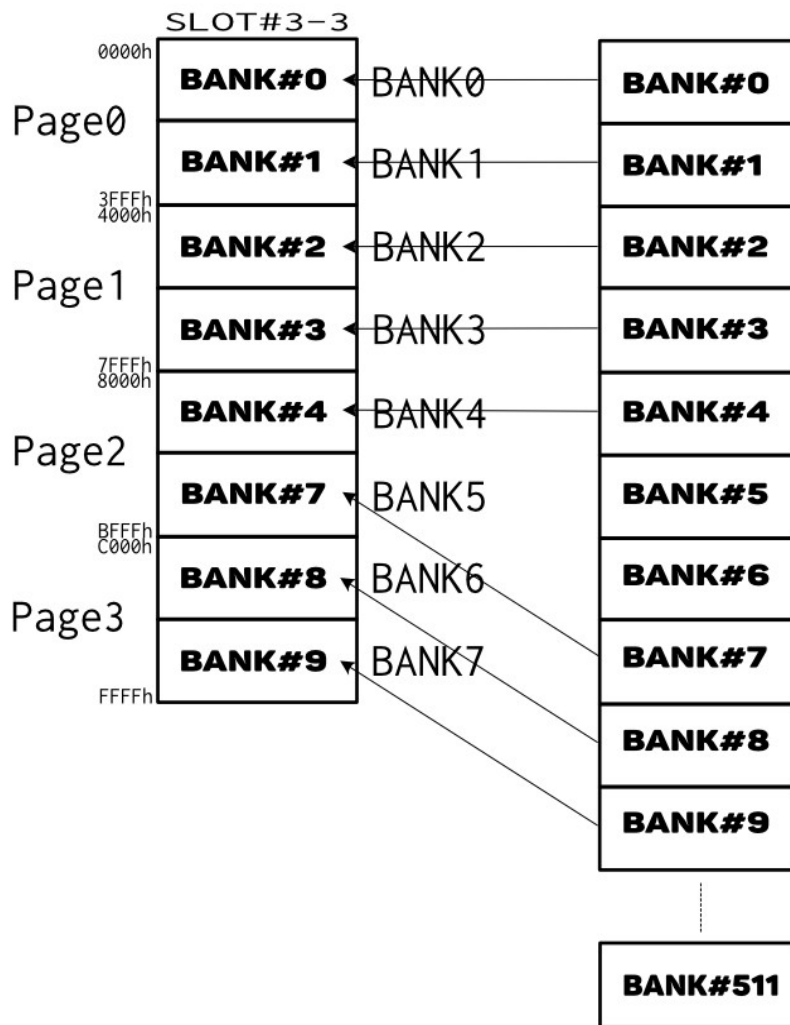 SLOT#3-3
0000h
BANK#0
BANK0
BANK#0
Page0
BANK#1
BANK1
BANK#1
3FFFh
4000h
BANK#2
BANK2
BANK#2
Page1
BANK#3
BANK3
BANK#3
7FFFh
8000h
BANK#4
BANK4
BANK#4
Page2
BANK#7
BANK5
BANK#5
BFFFh
C000h
BANK#8
BANK6
BANK#6
Page3
BANK#9
BANK7
BANK#7
FFFFh
BANK#8
BANK#9
BANK#511